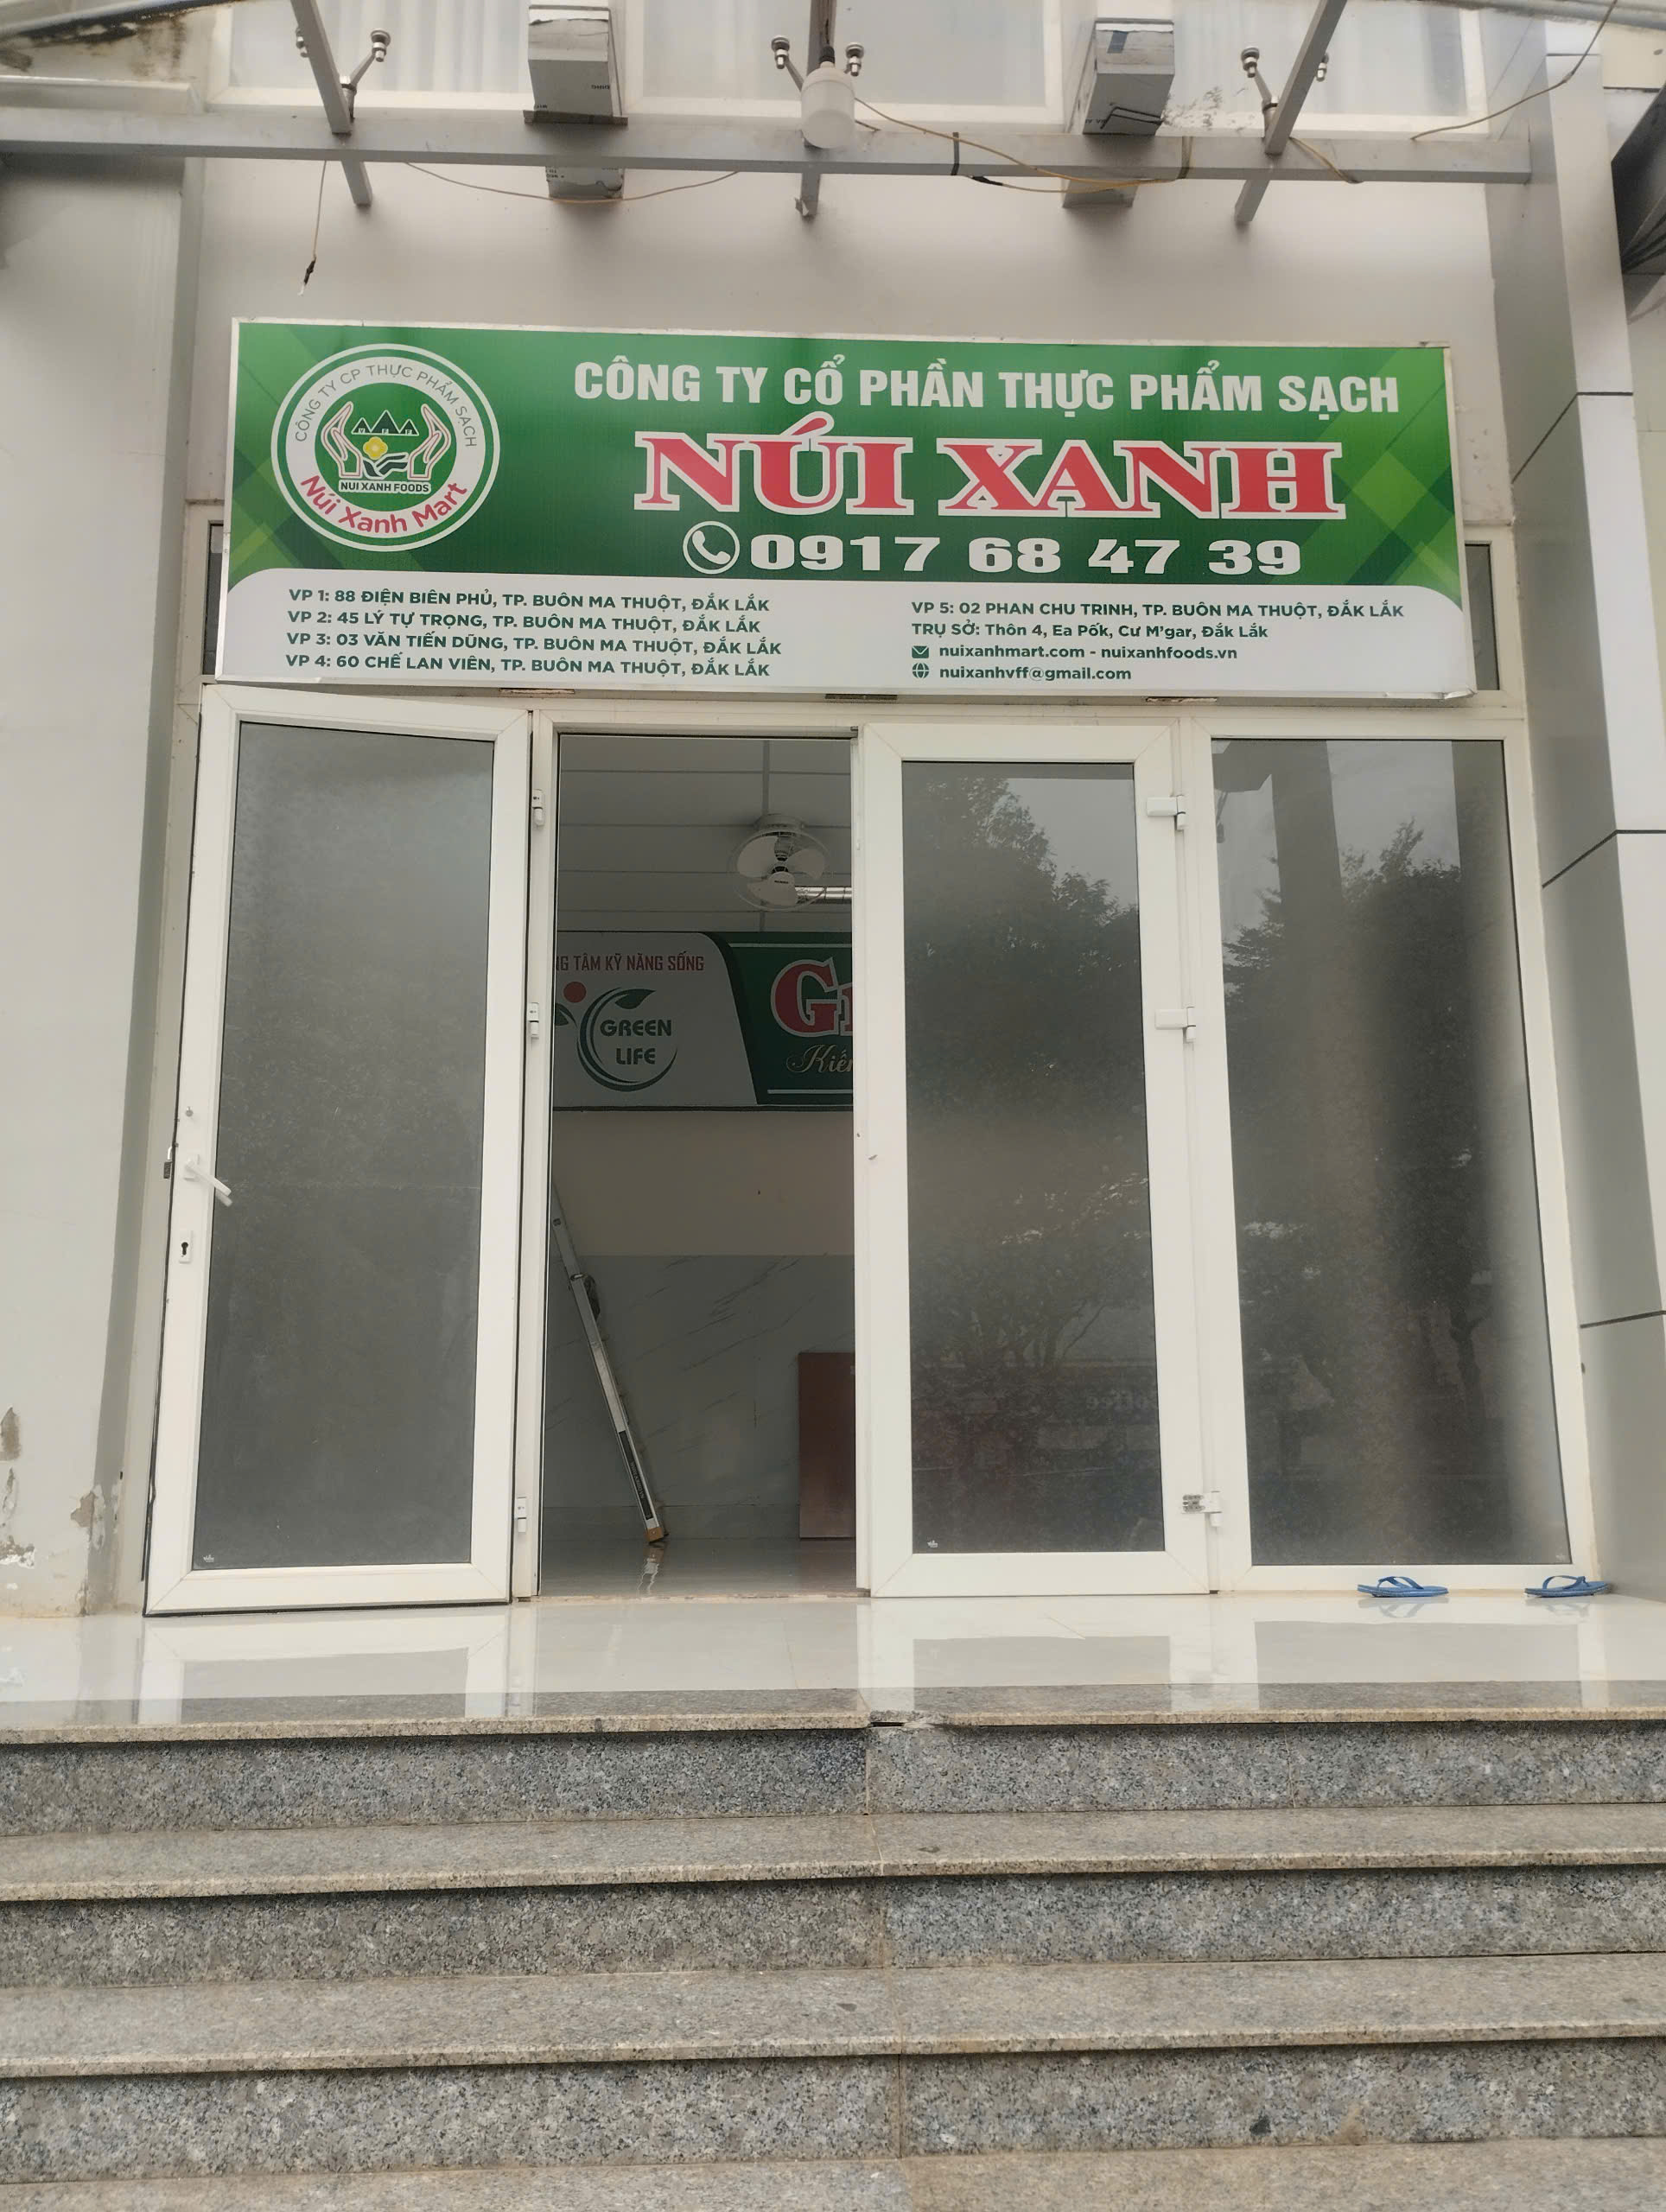 CÔNG TY CP THỰC PHẨM SẠCH
NUI XANH FOODS
Núi Xanh Mart
CÔNG TY CỔ PHẦN THỰC PHẨM SẠCH
NÚI XANH
0917 68 47 39
VP 1: 88 ĐIỆN BIÊN PHỦ, TP. BUÔN MA THUỘT, ĐẮK LẮK
VP 2: 45 LÝ TỰ TRỌNG, TP. BUÔN MA THUỘT, ĐẮK LẮK
VP 3: 03 VĂN TIẾN DŨNG, TP. BUÔN MA THUỘT, ĐẮK LẮK
VP 4: 60 CHẾ LAN VIÊN, TP. BUÔN MA THUỘT, ĐẮK LẮK
VP 5: 02 PHAN CHU TRINH, TP. BUÔN MA THUỘT, ĐẮK LẮK
TRỤ SỞ: Thôn 4, Ea Pốk, Cư M'gar, Đắk Lắk
nuixanhmart.com - nuixanhfoods.vn
nuixanhvff@gmail.com
TÂM KỸ NĂNG SỐNG
GREEN
LIFE